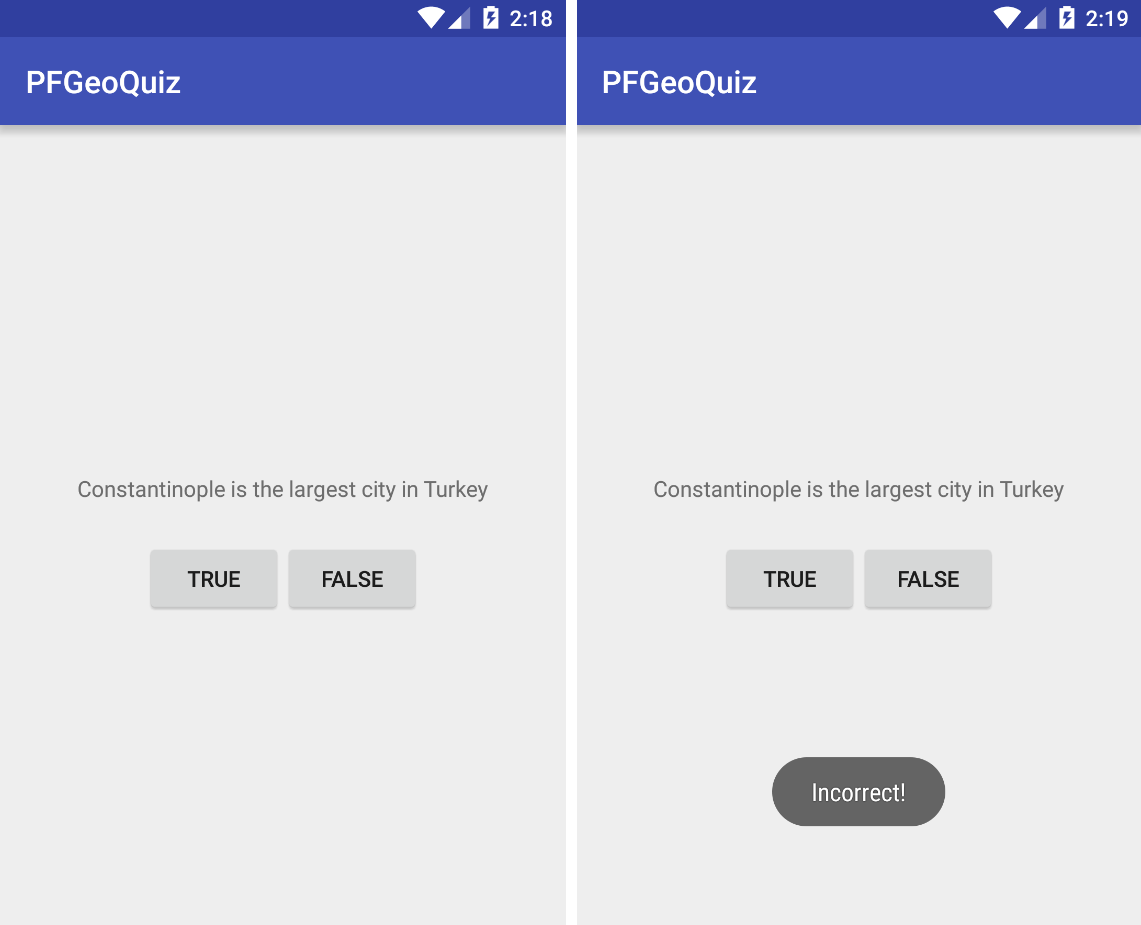 2:18
PFGeoQuiz
Constantinople is the largest city in Turkey
TRUE
FALSE
2:19
PFGeoQuiz
Constantinople is the largest city in Turkey
TRUE
FALSE
Incorrect!